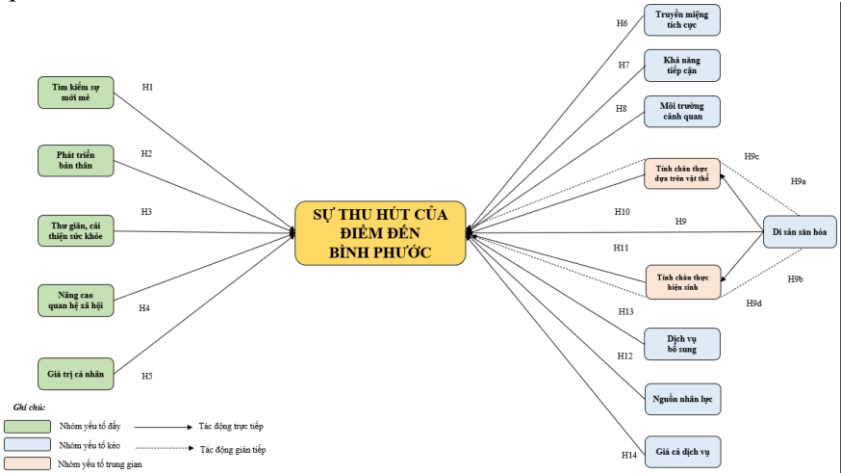 Tìm kiếm sự
mới mẻ
H1
Phát triển
bản thân
H2
Thư giãn, cải
thiện sức khỏe
H3
Nâng cao
quan hệ xã hội
H4
Giá trị cá nhân
H5
SỰ THU HÚT CỦA
ĐIỂM ĐẾN
BÌNH PHƯỚC
H6
Truyền miệng
tích cực
H7
Khả năng
tiếp cận
H8
Môi trường
cảnh quan
H9c
Tính chân thực
dựa trên vật thể
H9a
H10
H9
Di sản văn hóa
H11
Tính chân thực
hiện sinh
H9b
H9d
H13
Dịch vụ
bổ sung
H12
Nguồn nhân lực
H14
Giá cả dịch vụ
Ghi chú:
Nhóm yếu tố đẩy
Tác động trực tiếp
Nhóm yếu tố kéo
Tác động gián tiếp
Nhóm yếu tố trung gian